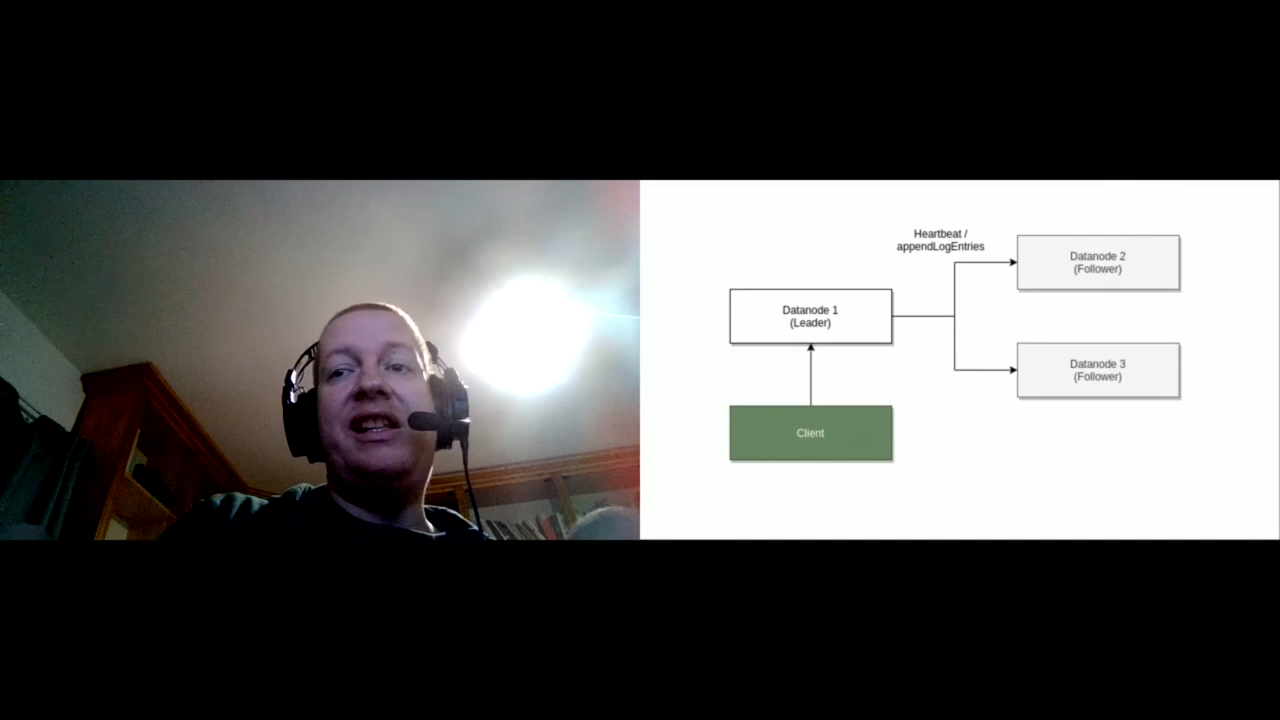 Heartbeat /
appendLogEntries
Datanode 2
(Follower)
Datanode 1
(Leader)
Datanode 3
(Follower)
Client